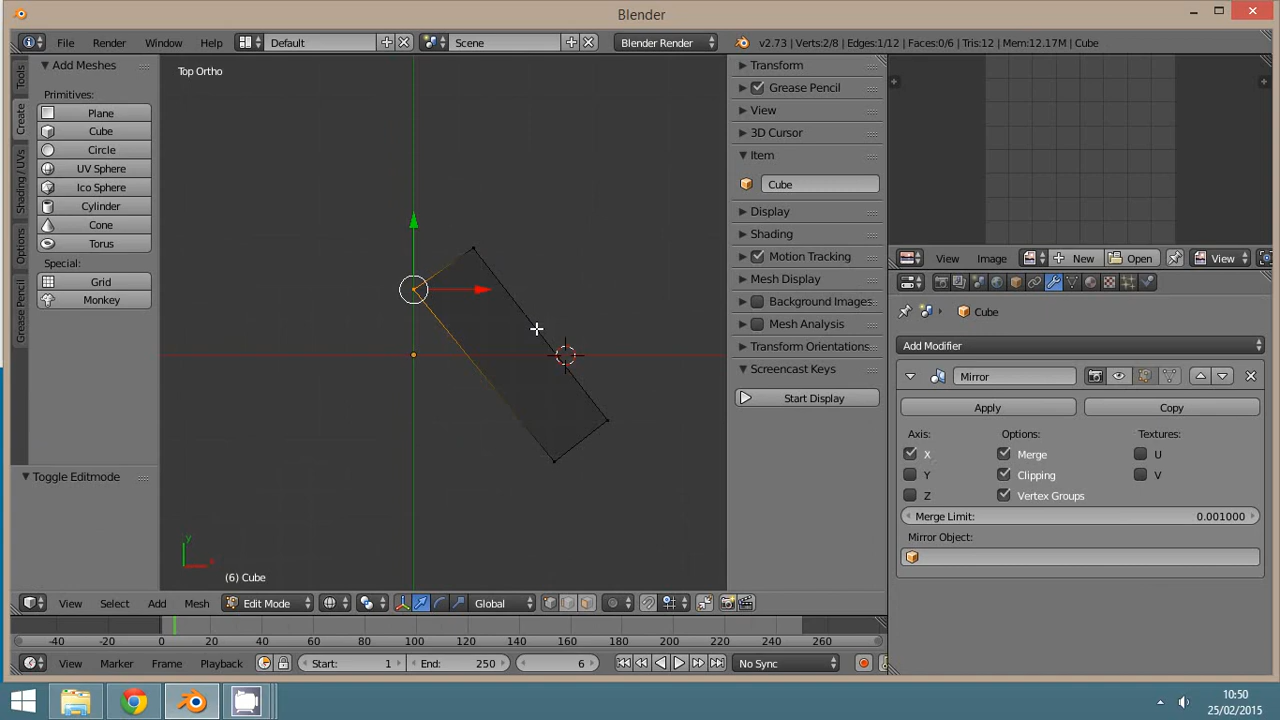 Blender
File
Render
Window
Help
Default
Scene
Blender Render
v2.73 | Verts:2/8 | Edges:1/12 | Faces:0/6 | Tris:12 | Mem:12.17M | Cube
Tools
Create
Shading / UVs
Options
Grease Pencil
Add Meshes
Primitives:
Plane
Cube
Circle
UV Sphere
Ico Sphere
Cylinder
Cone
Torus
Special:
Grid
Monkey
Toggle Editmode
Top Ortho
y
x
(6) Cube
Transform
Grease Pencil
View
3D Cursor
Item
Cube
Display
Shading
Motion Tracking
Mesh Display
Background Images
Mesh Analysis
Transform Orientations
Screencast Keys
Start Display
View
Image
New
Open
View
Cube
Add Modifier
Mirror
Apply
Copy
Axis:
Options:
Textures:
X
Merge
U
Y
Clipping
V
Z
Vertex Groups
Merge Limit:
0.001000
Mirror Object:
View
Select
Add
Mesh
Edit Mode
Global
-40
-20
0
20
40
60
80
100
120
140
160
180
200
220
240
260
View
Marker
Frame
Playback
Start:
1
End:
250
6
No Sync
10:50
25/02/2015